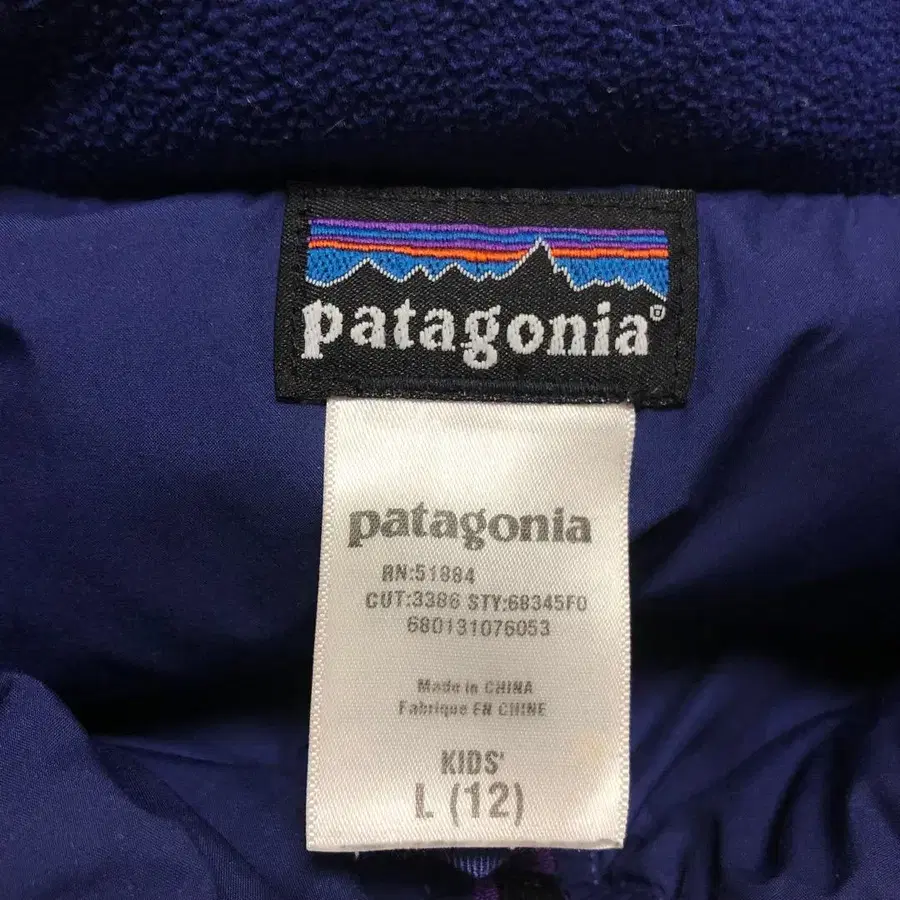 patagonia®
patagonia
RN:51884
CUT:3386 STY:68345F0
680131076053
Made in CHINA
Fabrique EN CHINE
KIDS'
L (12)